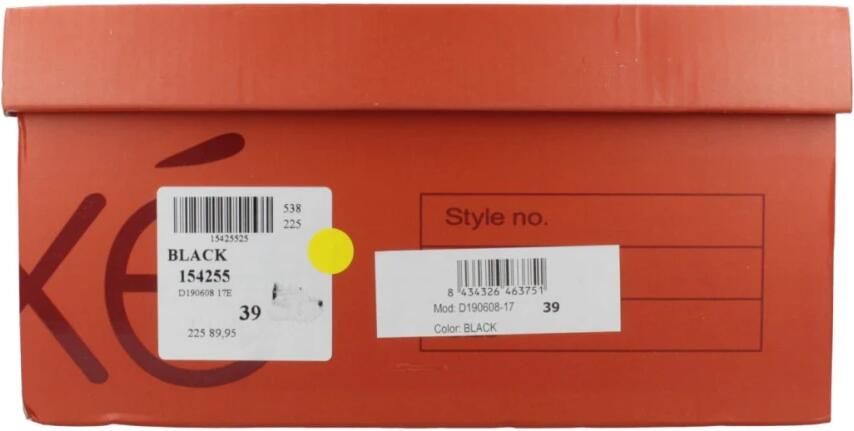 KÉ
538
225
15425525
BLACK
154255
D190608 17E
39
225 89,95
Style no.
8 434326 463751
Mod: D190608-17 39
Color: BLACK